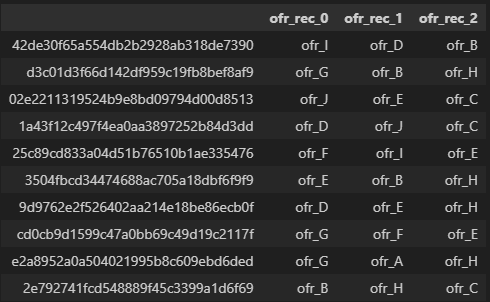 ofr_rec_0 ofr_rec_1 ofr_rec_2
42de30f65a554db2b2928ab318de7390 ofr_I ofr_D ofr_B
d3c01d3f66d142df959c19fb8bef8af9 ofr_G ofr_B ofr_H
02e2211319524b9e8bd09794d00d8513 ofr_J ofr_E ofr_C
1a43f12c497f4ea0aa3897252b84d3dd ofr_D ofr_J ofr_C
25c89cd833a04d51b76510b1ae335476 ofr_F ofr_I ofr_E
3504fbcd34474688ac705a18dbf6f9f9 ofr_E ofr_B ofr_H
9d9762e2f526402aa214e18be86ecb0f ofr_D ofr_E ofr_H
cd0cb9d1599c47a0bb69c49d19c2117f ofr_G ofr_F ofr_E
e2a8952a0a504021995b8c609ebd6ded ofr_G ofr_A ofr_H
2e792741fcd548889f45c3399a1d6f69 ofr_B ofr_H ofr_C